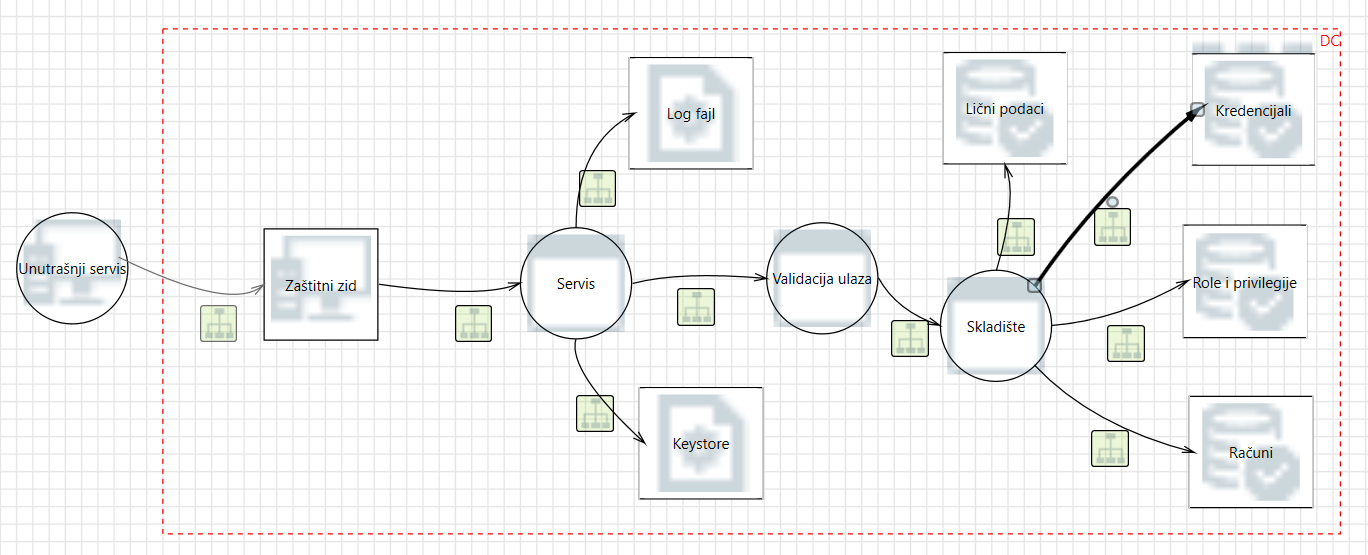 DC
Log fajl
Lični podaci
Kredencijali
Unutrašnji servis
Zaštitni zid
Servis
Validacija ulaza
Skladište
Role i privilegije
Keystore
Računi